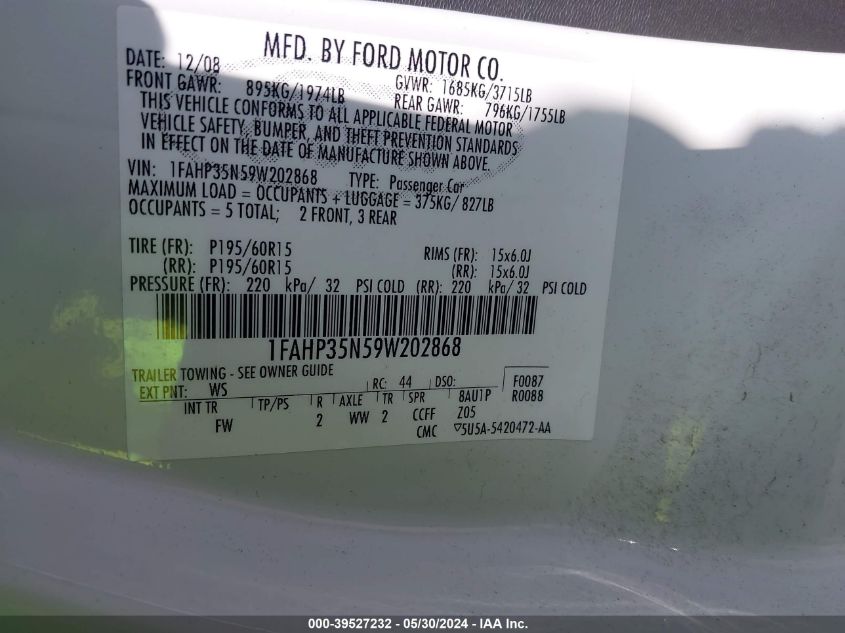 MFD. BY FORD MOTOR CO.
DATE: 12/08 GVWR: 1685KG/3715LB
FRONT GAWR: 895KG/1974LB REAR GAWR: 796KG/1755LB
THIS VEHICLE CONFORMS TO ALL APPLICABLE FEDERAL MOTOR
VEHICLE SAFETY, BUMPER, AND THEFT PREVENTION STANDARDS
IN EFFECT ON THE DATE OF MANUFACTURE SHOWN ABOVE.
VIN: 1FAHP35N59W202868 TYPE: Passenger Car
MAXIMUM LOAD = OCCUPANTS + LUGGAGE = 375KG/ 827LB
OCCUPANTS = 5 TOTAL; 2 FRONT, 3 REAR
TIRE (FR): P195/60R15 RIMS (FR): 15x6.0J
(RR): P195/60R15 (RR): 15x6.0J
PRESSURE (FR): 220 kPa/ 32 PSI COLD (RR): 220 kPa/ 32 PSI COLD
1FAHP35N59W202868
TRAILER TOWING - SEE OWNER GUIDE
EXT PNT: WS RC: 44 DSO: F0087
INT TR TP/PS R AXLE TR SPR 8AU1P R0088
FW 2 WW 2 CCFF Z05
CMC ▽5U5A-5420472-AA
000-39527232 - 05/30/2024 - IAA Inc.